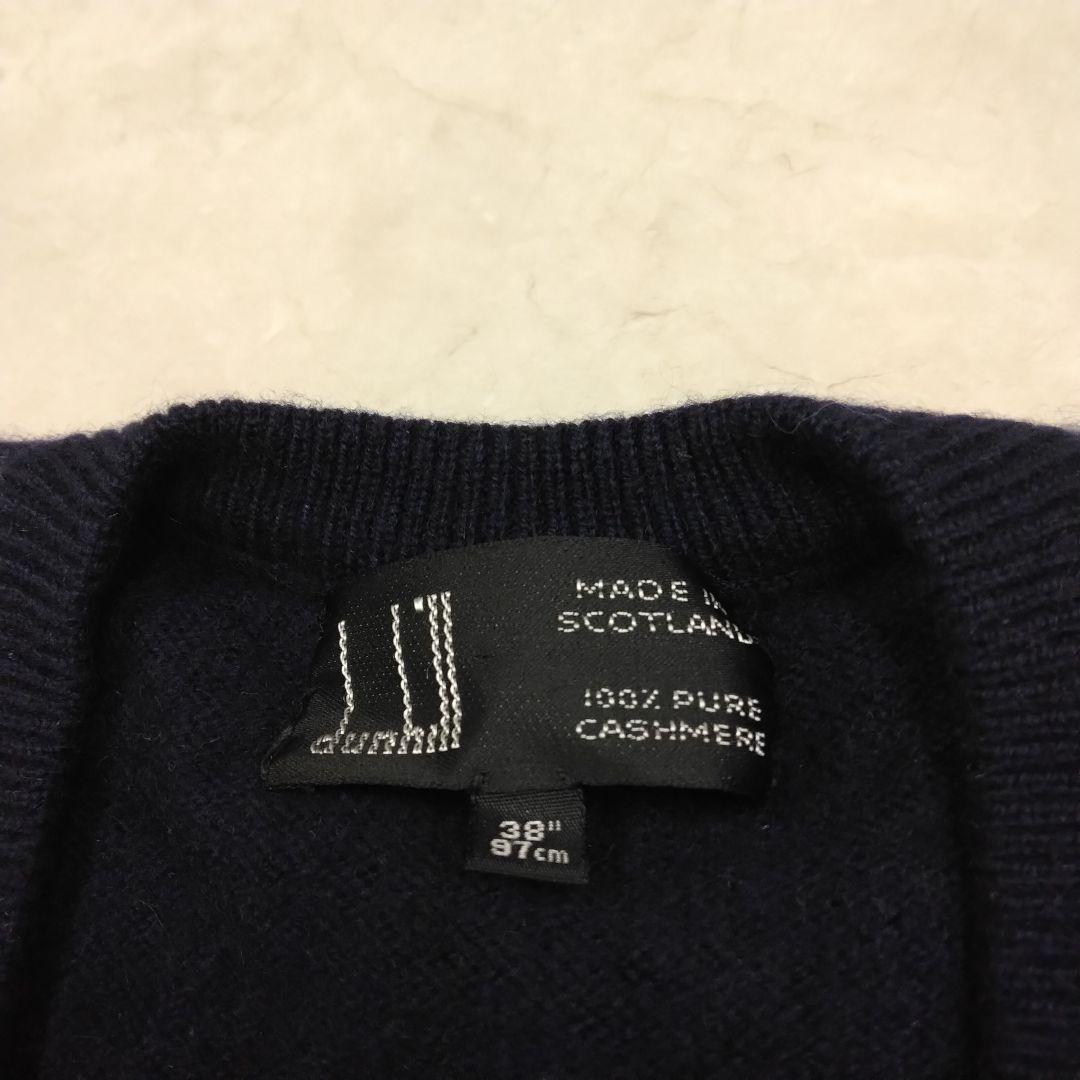 dunhill
MADE IN
SCOTLAND
100% PURE
CASHMERE
38"
97cm